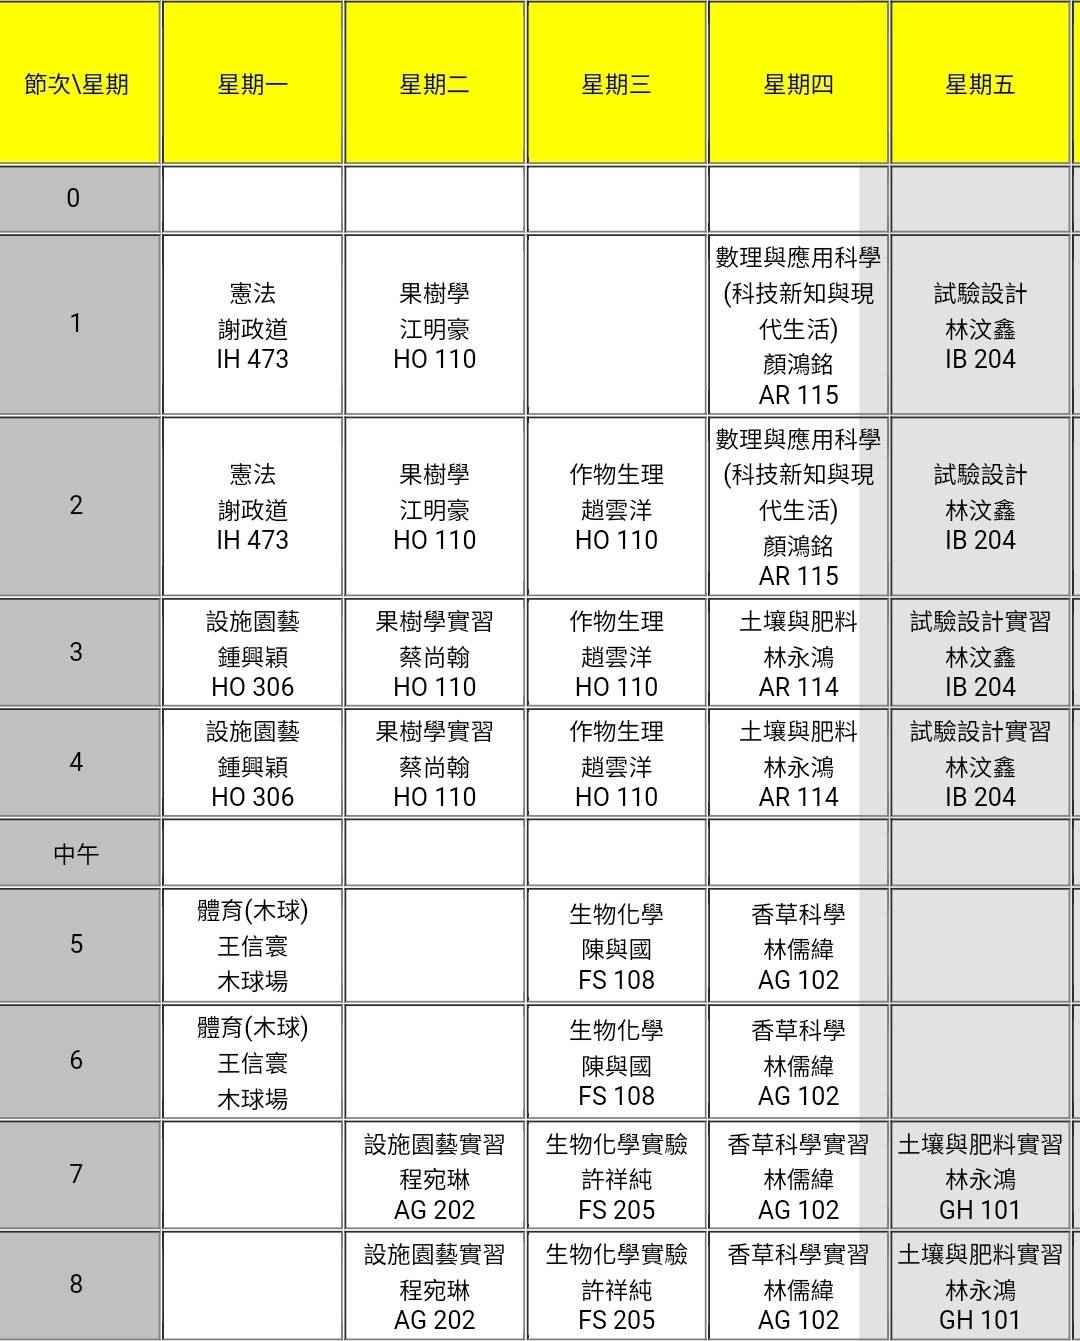 節次\星期 星期一 星期二 星期三 星期四 星期五
0
1
憲法
謝政道
IH 473
果樹學
江明豪
HO 110
數理與應用科學
(科技新知與現
代生活)
顏鴻銘
AR 115
試驗設計
林汶鑫
IB 204
2
憲法
謝政道
IH 473
果樹學
江明豪
HO 110
作物生理
趙雲洋
HO 110
數理與應用科學
(科技新知與現
代生活)
顏鴻銘
AR 115
試驗設計
林汶鑫
IB 204
3
設施園藝
鍾興穎
HO 306
果樹學實習
蔡尚翰
HO 110
作物生理
趙雲洋
HO 110
土壤與肥料
林永鴻
AR 114
試驗設計實習
林汶鑫
IB 204
4
設施園藝
鍾興穎
HO 306
果樹學實習
蔡尚翰
HO 110
作物生理
趙雲洋
HO 110
土壤與肥料
林永鴻
AR 114
試驗設計實習
林汶鑫
IB 204
中午
5
體育(木球)
王信寰
木球場
生物化學
陳與國
FS 108
香草科學
林儒緯
AG 102
6
體育(木球)
王信寰
木球場
生物化學
陳與國
FS 108
香草科學
林儒緯
AG 102
7
設施園藝實習
程宛琳
AG 202
生物化學實驗
許祥純
FS 205
香草科學實習
林儒緯
AG 102
土壤與肥料實習
林永鴻
GH 101
8
設施園藝實習
程宛琳
AG 202
生物化學實驗
許祥純
FS 205
香草科學實習
林儒緯
AG 102
土壤與肥料實習
林永鴻
GH 101